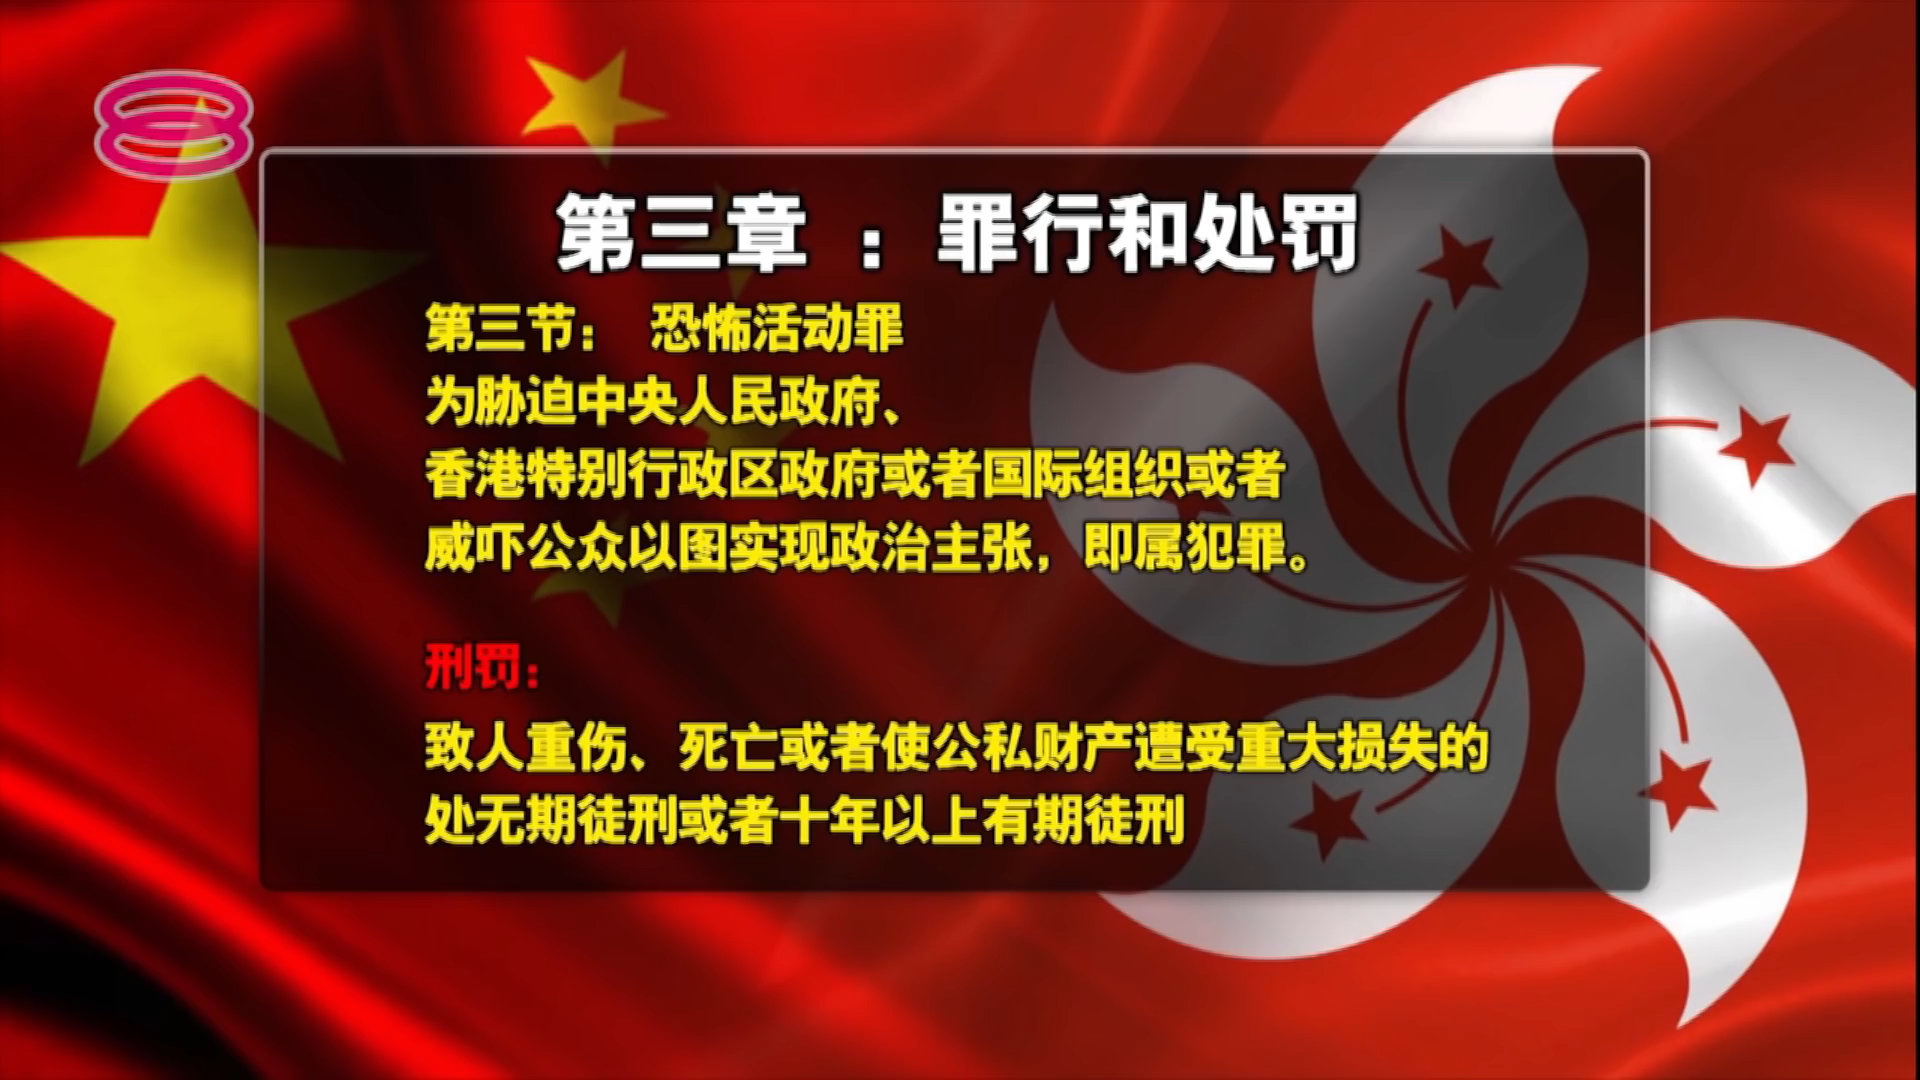 第三章 : 罪行和处罚
第三节: 恐怖活动罪
为胁迫中央人民政府、
香港特别行政区政府或者国际组织或者
威吓公众以图实现政治主张，即属犯罪。
刑罚:
致人重伤、死亡或者使公私财产遭受重大损失的
处无期徒刑或者十年以上有期徒刑